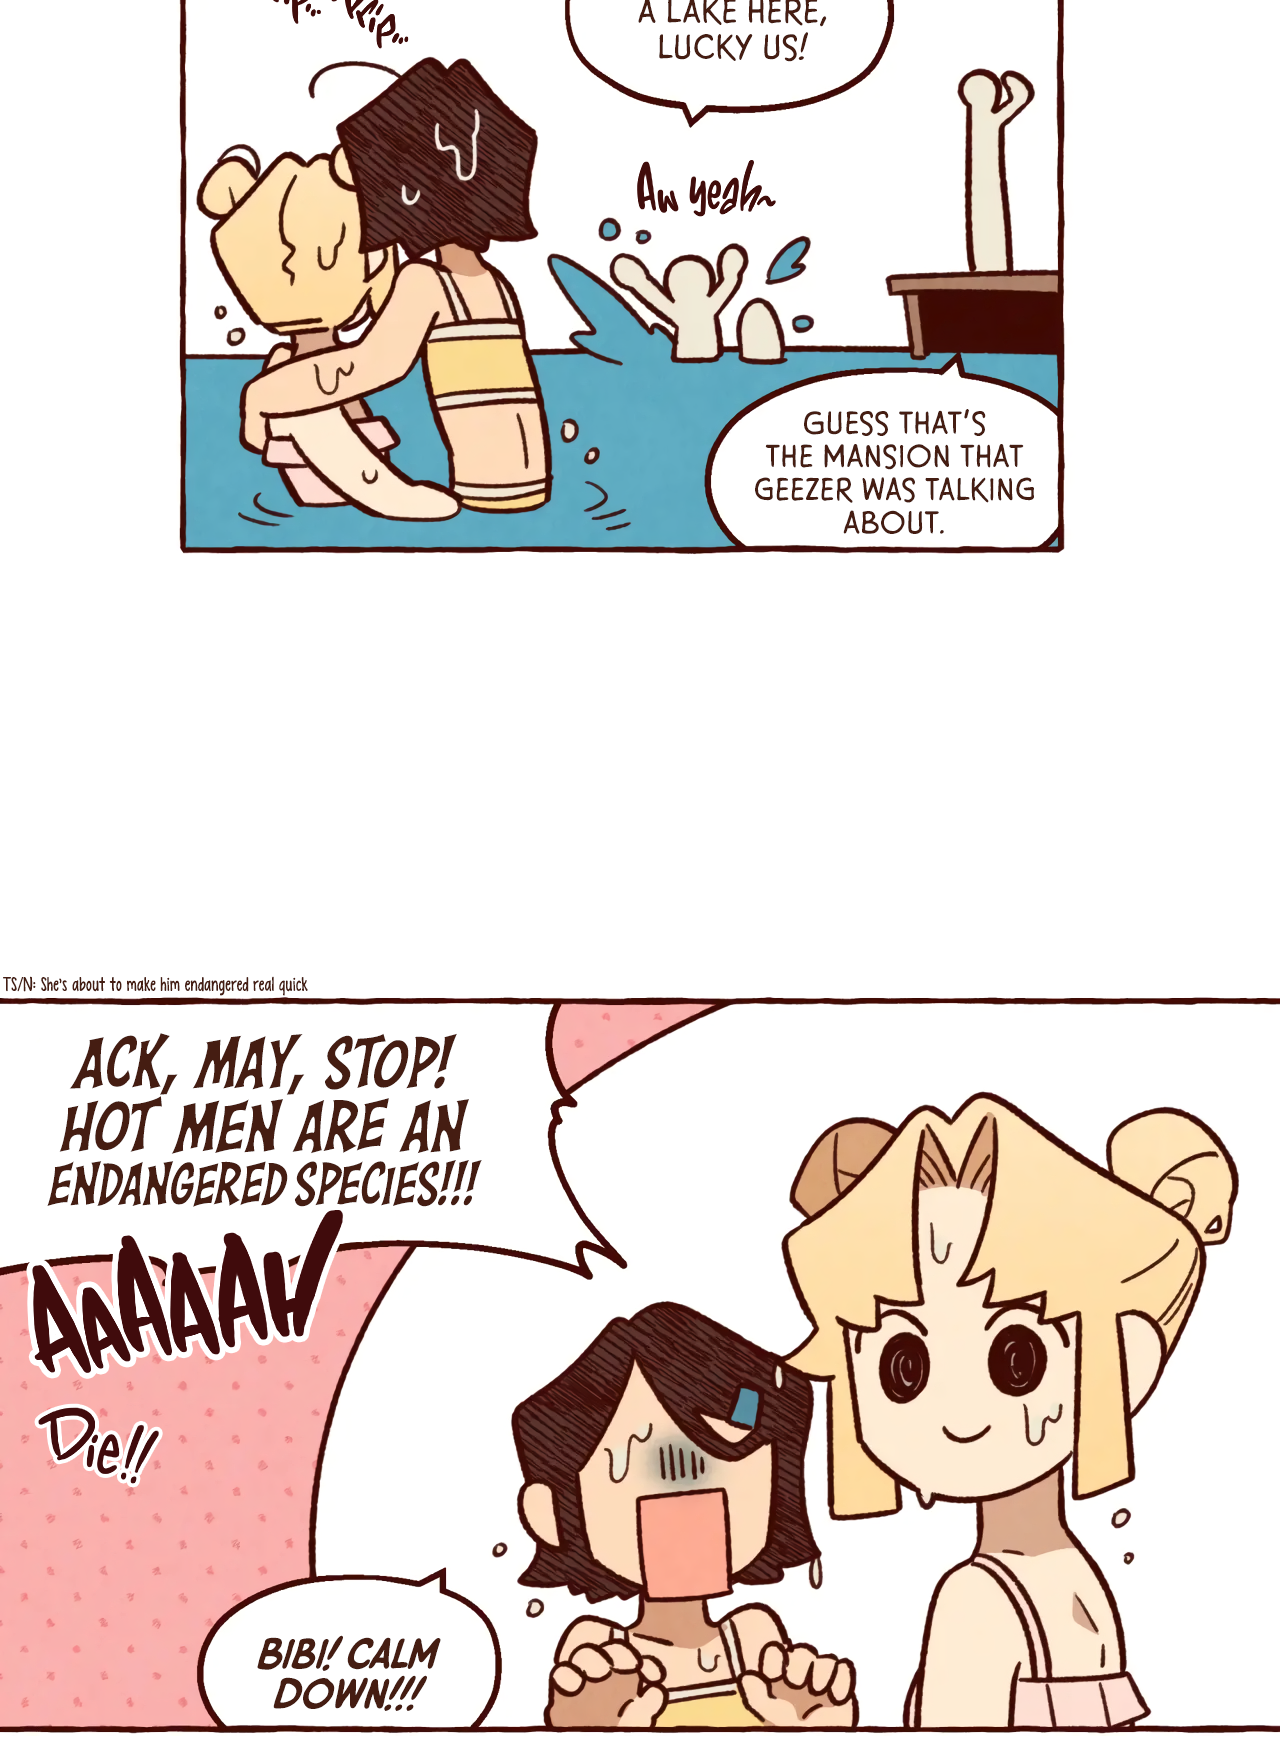 A LAKE HERE,
LUCKY US!
Aw yeah~
GUESS THAT'S
THE MANSION THAT
GEEZER WAS TALKING
ABOUT.
TS/N: She's about to make him endangered real quick
ACK, MAY, STOP!
HOT MEN ARE AN
ENDANGERED SPECIES!!!
AAAAAAH
Die!!
BIBI! CALM
DOWN!!!